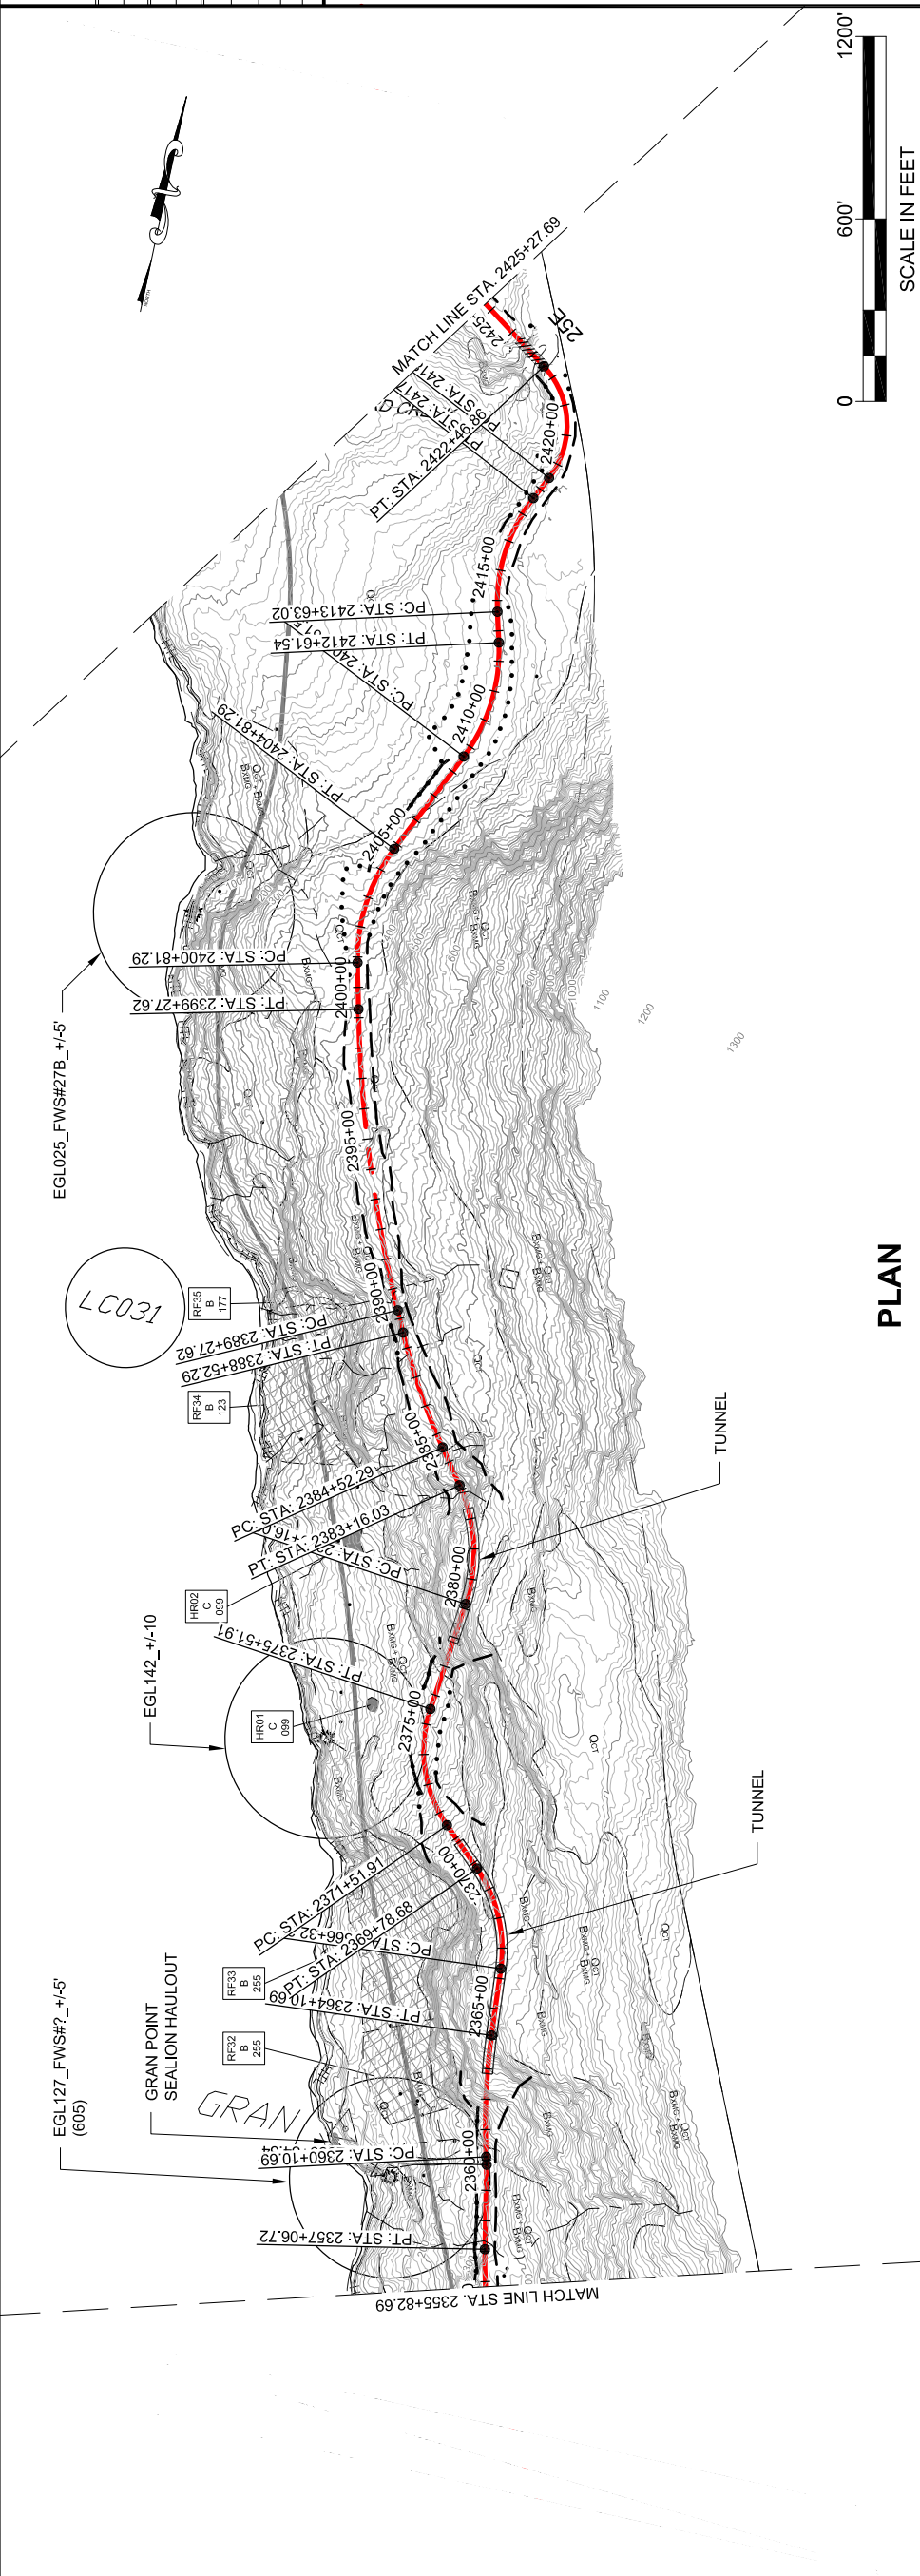 EGL127_FWS#?_+/-5'
(605)
GRAN POINT
SEALION HAULOUT
EGL142_+/-10
EGL025_FWS#27B_+/-5'
LC031
RF32
B
255
RF33
B
255
HR01
C
099
HR02
C
099
RF34
B
123
RF35
B
177
GRAN
MATCH LINE STA. 2355+82.69
PT: STA: 2357+06.72
PC: STA: 2360+10.69
2360+00
PT: STA: 2364+10.69
2365+00
PT: STA: 2369+78.68
PC: STA: 2371+51.91
2370+00
2375+00
PT: STA: 2375+51.91
2380+00
PT: STA: 2383+16.03
PC: STA: 2384+52.29
2385+00
PT: STA: 2388+52.29
PC: STA: 2389+27.62
2390+00
2395+00
PT: STA: 2399+27.62
2400+00
PC: STA: 2400+81.29
PT: STA: 2404+81.29
2405+00
2410+00
PT: STA: 2412+61.54
PC: STA: 2413+63.02
2415+00
2420+00
PT: STA: 2422+46.86
2425
25E
MATCH LINE STA. 2425+27.69
TUNNEL
TUNNEL
1100
1200
1300
NORTH
PLAN
0
600'
1200'
SCALE IN FEET